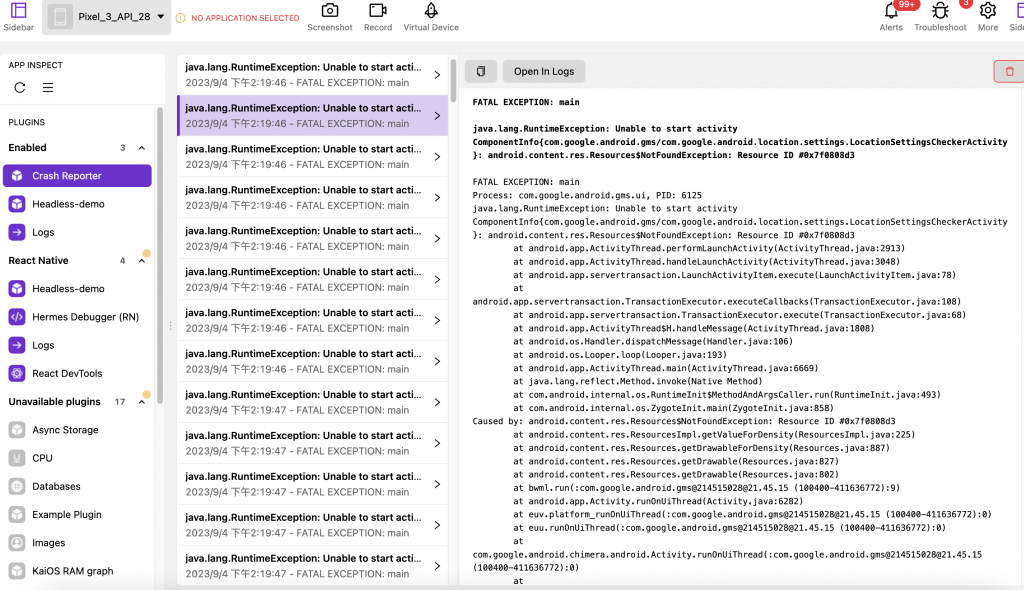 Sidebar
Pixel_3_API_28
NO APPLICATION SELECTED
Screenshot
Record
Virtual Device
99+
Alerts
Troubleshoot
3
More
Side
APP INSPECT
PLUGINS
Enabled 3
Crash Reporter
Headless-demo
Logs
React Native 4
Headless-demo
Hermes Debugger (RN)
Logs
React DevTools
Unavailable plugins 17
Async Storage
CPU
Databases
Example Plugin
Images
KaiOS RAM graph
java.lang.RuntimeException: Unable to start acti...
2023/9/4 下午2:19:46 - FATAL EXCEPTION: main
java.lang.RuntimeException: Unable to start acti...
2023/9/4 下午2:19:46 - FATAL EXCEPTION: main
java.lang.RuntimeException: Unable to start acti...
2023/9/4 下午2:19:46 - FATAL EXCEPTION: main
java.lang.RuntimeException: Unable to start acti...
2023/9/4 下午2:19:46 - FATAL EXCEPTION: main
java.lang.RuntimeException: Unable to start acti...
2023/9/4 下午2:19:46 - FATAL EXCEPTION: main
java.lang.RuntimeException: Unable to start acti...
2023/9/4 下午2:19:46 - FATAL EXCEPTION: main
java.lang.RuntimeException: Unable to start acti...
2023/9/4 下午2:19:46 - FATAL EXCEPTION: main
java.lang.RuntimeException: Unable to start acti...
2023/9/4 下午2:19:46 - FATAL EXCEPTION: main
java.lang.RuntimeException: Unable to start acti...
2023/9/4 下午2:19:47 - FATAL EXCEPTION: main
java.lang.RuntimeException: Unable to start acti...
2023/9/4 下午2:19:47 - FATAL EXCEPTION: main
java.lang.RuntimeException: Unable to start acti...
2023/9/4 下午2:19:47 - FATAL EXCEPTION: main
java.lang.RuntimeException: Unable to start acti...
2023/9/4 下午2:19:47 - FATAL EXCEPTION: main
java.lang.RuntimeException: Unable to start acti...
2023/9/4 下午2:19:47 - FATAL EXCEPTION: main
Open In Logs
FATAL EXCEPTION: main
java.lang.RuntimeException: Unable to start activity
ComponentInfo{com.google.android.gms/com.google.android.location.settings.LocationSettingsCheckerActivity
}: android.content.res.Resources$NotFoundException: Resource ID #0x7f0808d3
FATAL EXCEPTION: main
Process: com.google.android.gms.ui, PID: 6125
java.lang.RuntimeException: Unable to start activity
ComponentInfo{com.google.android.gms/com.google.android.location.settings.LocationSettingsCheckerActivity
}: android.content.res.Resources$NotFoundException: Resource ID #0x7f0808d3
at android.app.ActivityThread.performLaunchActivity(ActivityThread.java:2913)
at android.app.ActivityThread.handleLaunchActivity(ActivityThread.java:3048)
at android.app.servertransaction.LaunchActivityItem.execute(LaunchActivityItem.java:78)
at
android.app.servertransaction.TransactionExecutor.executeCallbacks(TransactionExecutor.java:108)
at android.app.servertransaction.TransactionExecutor.execute(TransactionExecutor.java:68)
at android.app.ActivityThread$H.handleMessage(ActivityThread.java:1808)
at android.os.Handler.dispatchMessage(Handler.java:106)
at android.os.Looper.loop(Looper.java:193)
at android.app.ActivityThread.main(ActivityThread.java:6669)
at java.lang.reflect.Method.invoke(Native Method)
at com.android.internal.os.RuntimeInit$MethodAndArgsCaller.run(RuntimeInit.java:493)
at com.android.internal.os.ZygoteInit.main(ZygoteInit.java:858)
Caused by: android.content.res.Resources$NotFoundException: Resource ID #0x7f0808d3
at android.content.res.ResourcesImpl.getValueForDensity(ResourcesImpl.java:225)
at android.content.res.Resources.getDrawableForDensity(Resources.java:887)
at android.content.res.Resources.getDrawable(Resources.java:827)
at android.content.res.Resources.getDrawable(Resources.java:802)
at bwml.run(:com.google.android.gms@214515028@21.45.15 (100400-411636772):9)
at android.app.Activity.runOnUiThread(Activity.java:6282)
at euv.platform_runOnUiThread(:com.google.android.gms@214515028@21.45.15 (100400-411636772):0)
at euu.runOnUiThread(:com.google.android.gms@214515028@21.45.15 (100400-411636772):0)
at
com.google.android.chimera.android.Activity.runOnUiThread(:com.google.android.gms@214515028@21.45.15
(100400-411636772):0)
at